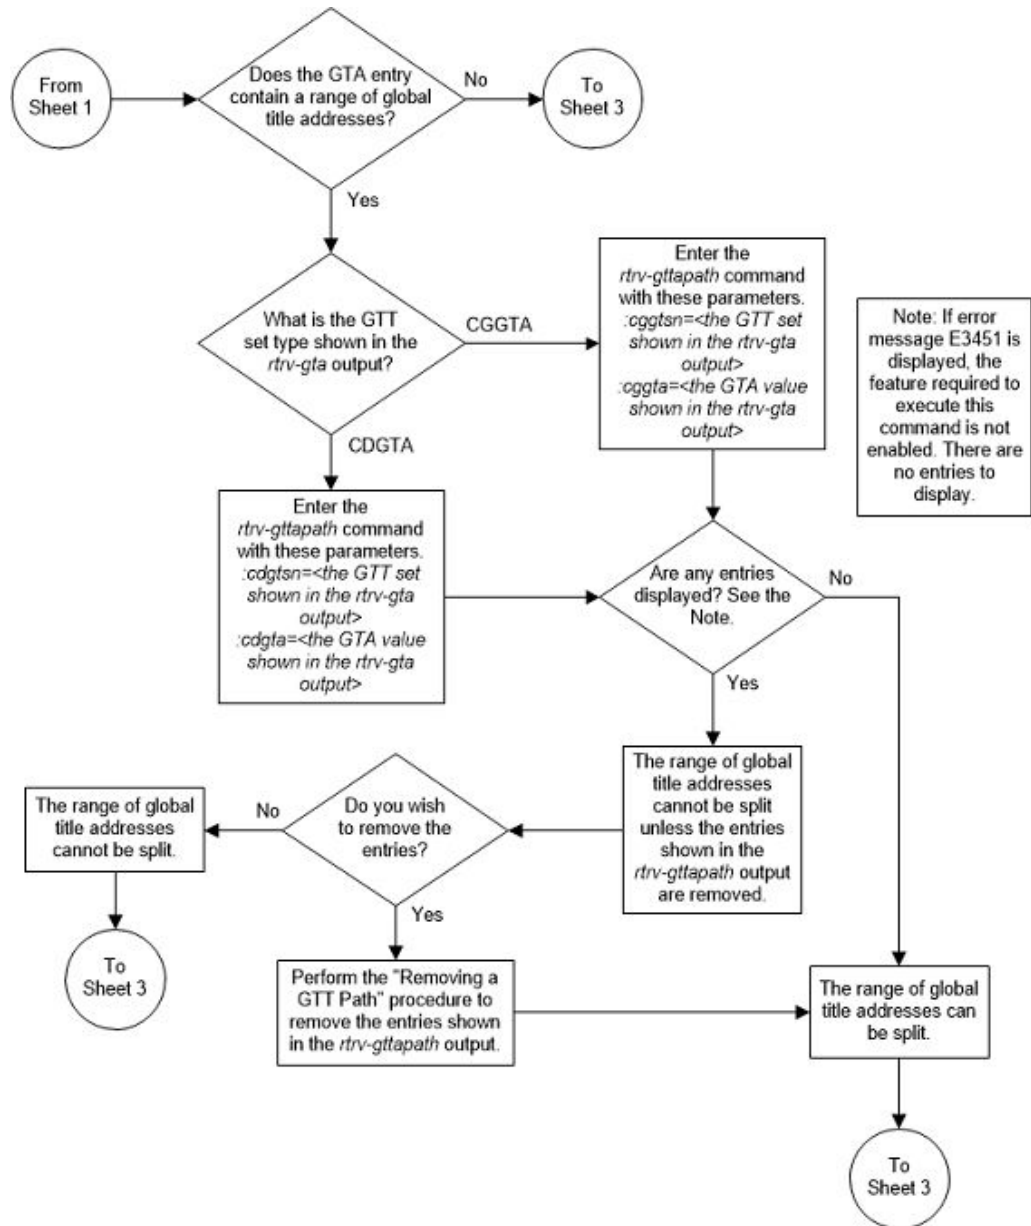 From
Sheet 1
Does the GTA entry
contain a range of global
title addresses?
No
To
Sheet 3
Yes
What is the GTT
set type shown in the
rtrv-gta output?
CGGTA
Enter the
rtrv-gttapath command
with these parameters.
:cggtsn=<the GTT set
shown in the rtrv-gta
output>
:cggta=<the GTA value
shown in the rtrv-gta
output>
Note: If error
message E3451 is
displayed, the
feature required to
execute this
command is not
enabled. There are
no entries to
display.
CDGTA
Enter the
rtrv-gttapath command
with these parameters.
:cdgtsn=<the GTT set
shown in the rtrv-gta
output>
:cdgta=<the GTA value
shown in the rtrv-gta
output>
Are any entries
displayed? See the
Note.
No
Yes
The range of global
title addresses
cannot be split
unless the entries
shown in the
rtrv-gttapath output
are removed.
Do you wish
to remove the
entries?
No
The range of global
title addresses
cannot be split.
To
Sheet 3
Yes
Perform the "Removing a
GTT Path" procedure to
remove the entries shown
in the rtrv-gttapath output.
The range of global
title addresses can
be split.
To
Sheet 3